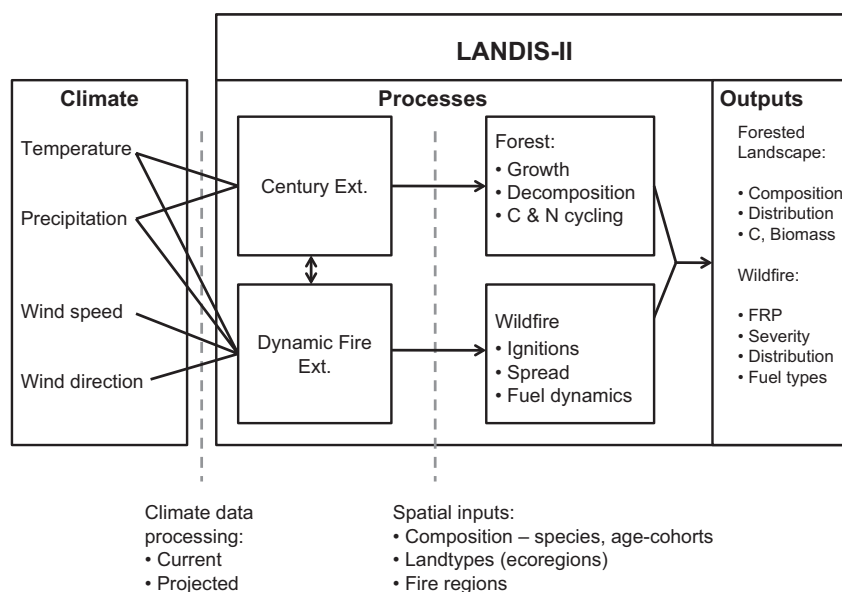 LANDIS-II
Climate
Temperature
Precipitation
Wind speed
Wind direction
Processes
Century Ext.
Dynamic Fire
Ext.
Forest:
• Growth
• Decomposition
• C & N cycling
Wildfire
• Ignitions
• Spread
• Fuel dynamics
Outputs
Forested
Landscape:
• Composition
• Distribution
• C, Biomass
Wildfire:
• FRP
• Severity
• Distribution
• Fuel types
Climate data
processing:
• Current
• Projected
Spatial inputs:
• Composition – species, age-cohorts
• Landtypes (ecoregions)
• Fire regions